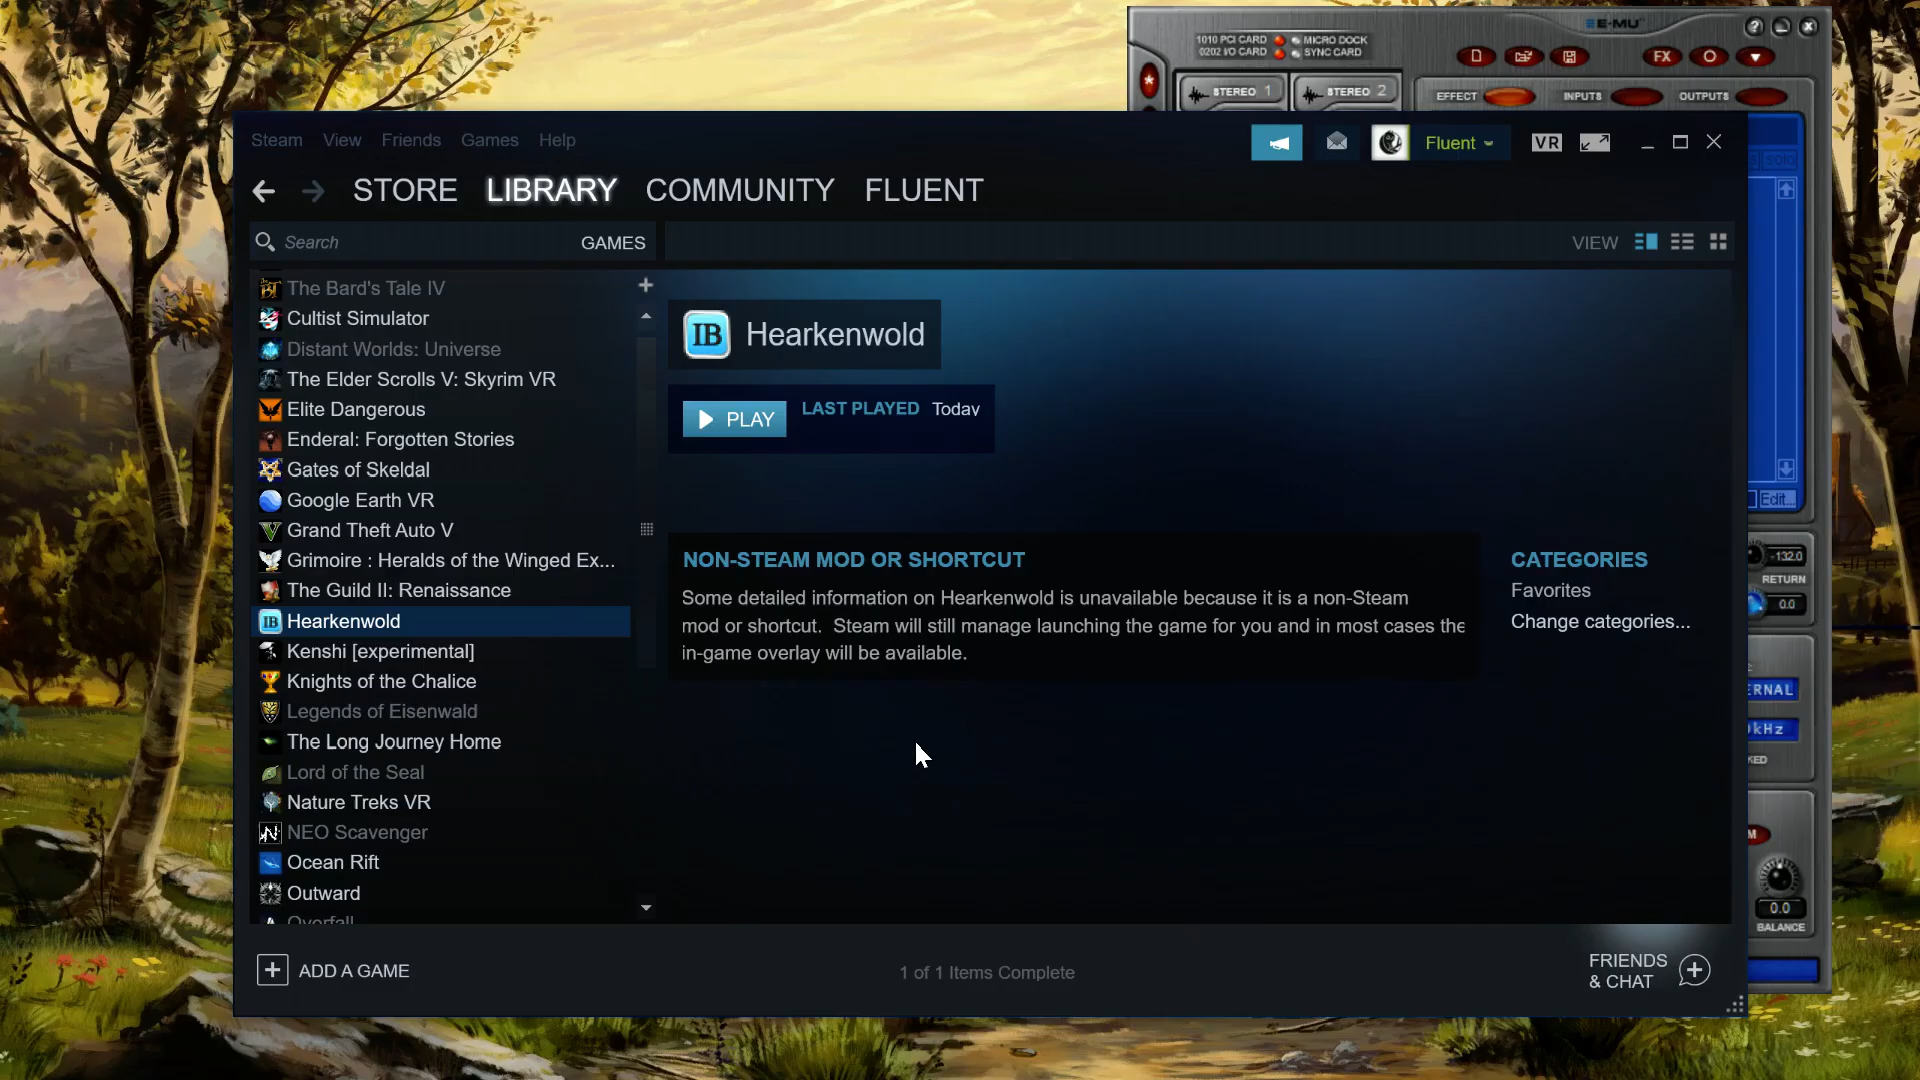 E-MU
1010 PCI CARD MICRO DOCK
0202 I/O CARD SYNC CARD
FX
STEREO 1 STEREO 2
EFFECT INPUTS OUTPUTS
Steam View Friends Games Help
Fluent
VR
STORE LIBRARY COMMUNITY FLUENT
Search
GAMES
VIEW
The Bard's Tale IV
Cultist Simulator
Distant Worlds: Universe
The Elder Scrolls V: Skyrim VR
Elite Dangerous
Enderal: Forgotten Stories
Gates of Skeldal
Google Earth VR
Grand Theft Auto V
Grimoire : Heralds of the Winged Ex...
The Guild II: Renaissance
IB Hearkenwold
Kenshi [experimental]
Knights of the Chalice
Legends of Eisenwald
The Long Journey Home
Lord of the Seal
Nature Treks VR
NEO Scavenger
Ocean Rift
Outward
Overfall
IB Hearkenwold
PLAY
LAST PLAYED Today
NON-STEAM MOD OR SHORTCUT
Some detailed information on Hearkenwold is unavailable because it is a non-Steam
mod or shortcut. Steam will still manage launching the game for you and in most cases the
in-game overlay will be available.
CATEGORIES
Favorites
Change categories...
solo
Edit...
-132.0
RETURN
0.0
ERNAL
kHz
KED
M
0.0
BALANCE
ADD A GAME
1 of 1 Items Complete
FRIENDS
& CHAT